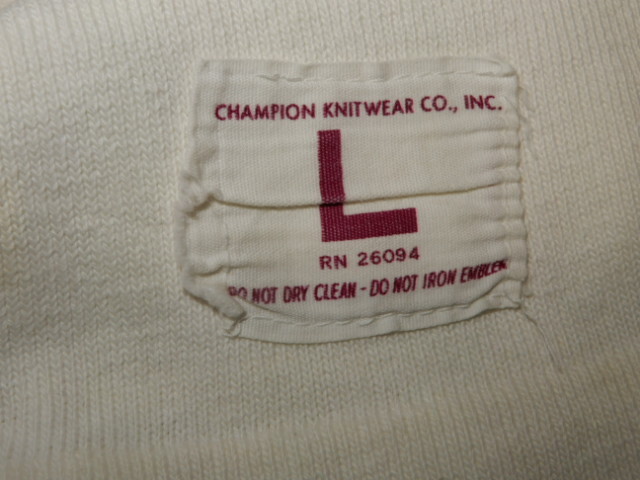 CHAMPION KNITWEAR CO., INC.
L
RN 26094
DO NOT DRY CLEAN - DO NOT IRON EMBLEM